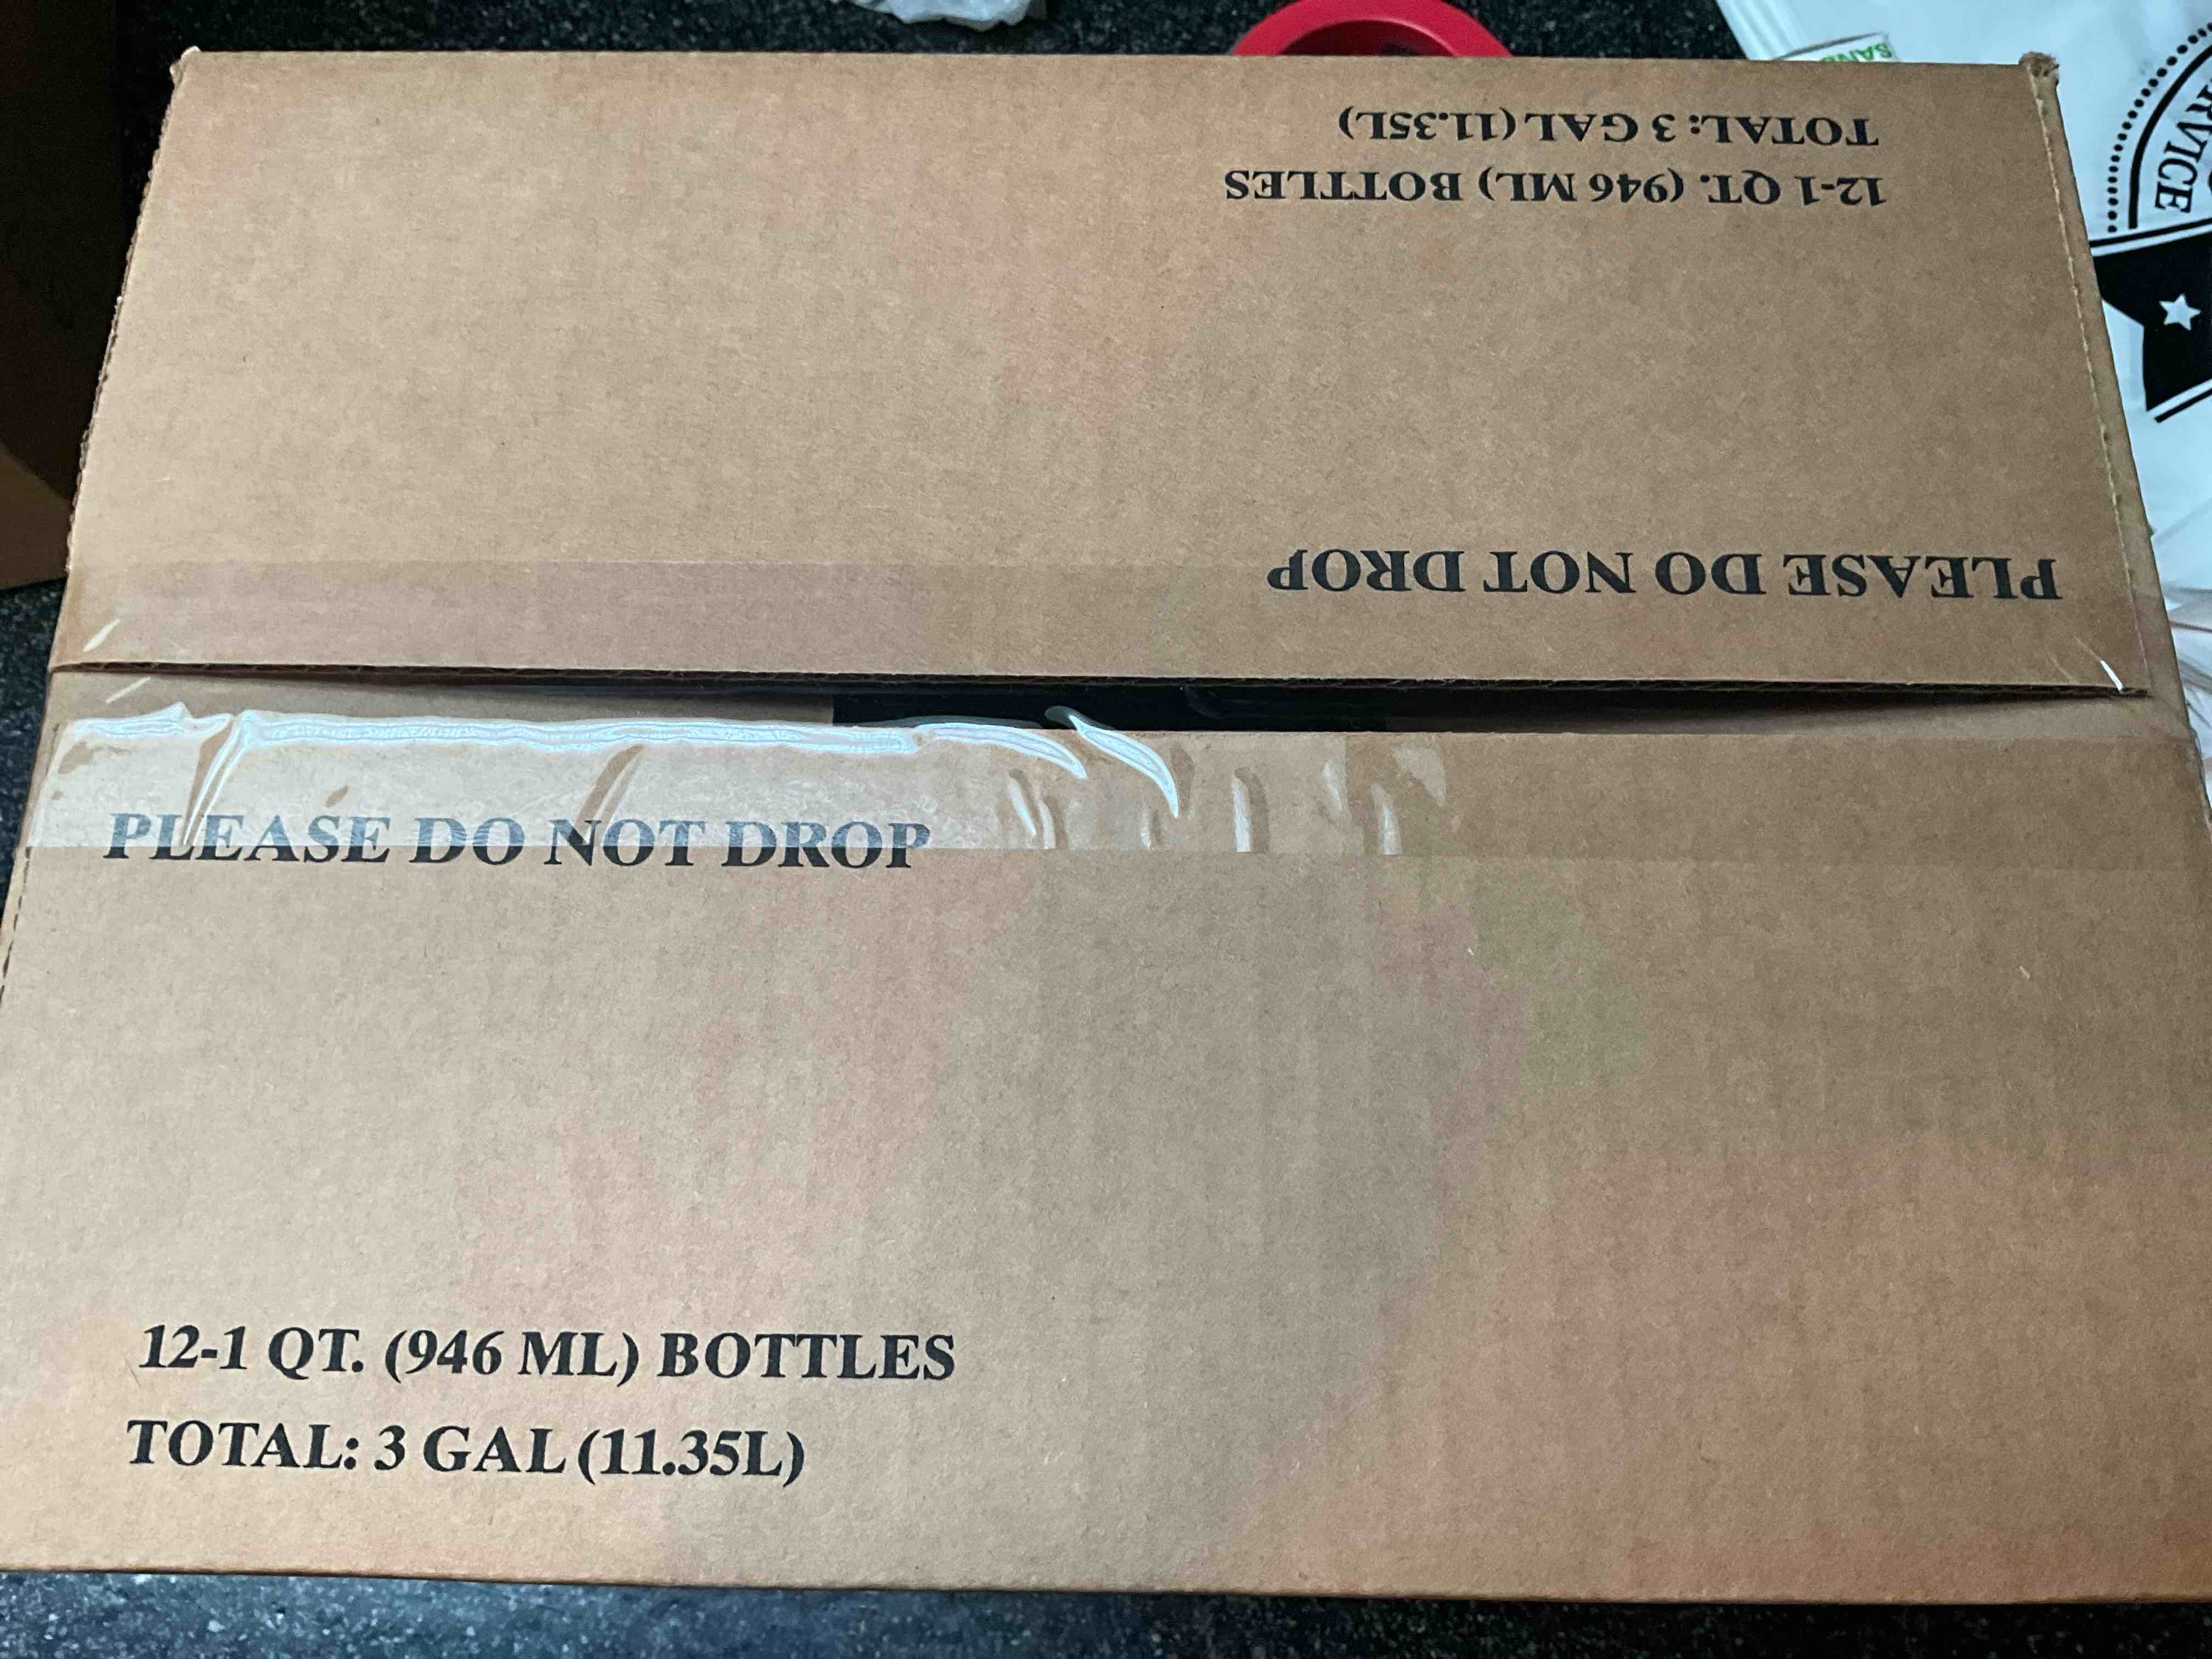 TOTAL: 3 GAL (11.35L)
12-1 QT. (946 ML) BOTTLES
PLEASE DO NOT DROP
PLEASE DO NOT DROP
12-1 QT. (946 ML) BOTTLES
TOTAL: 3 GAL (11.35L)